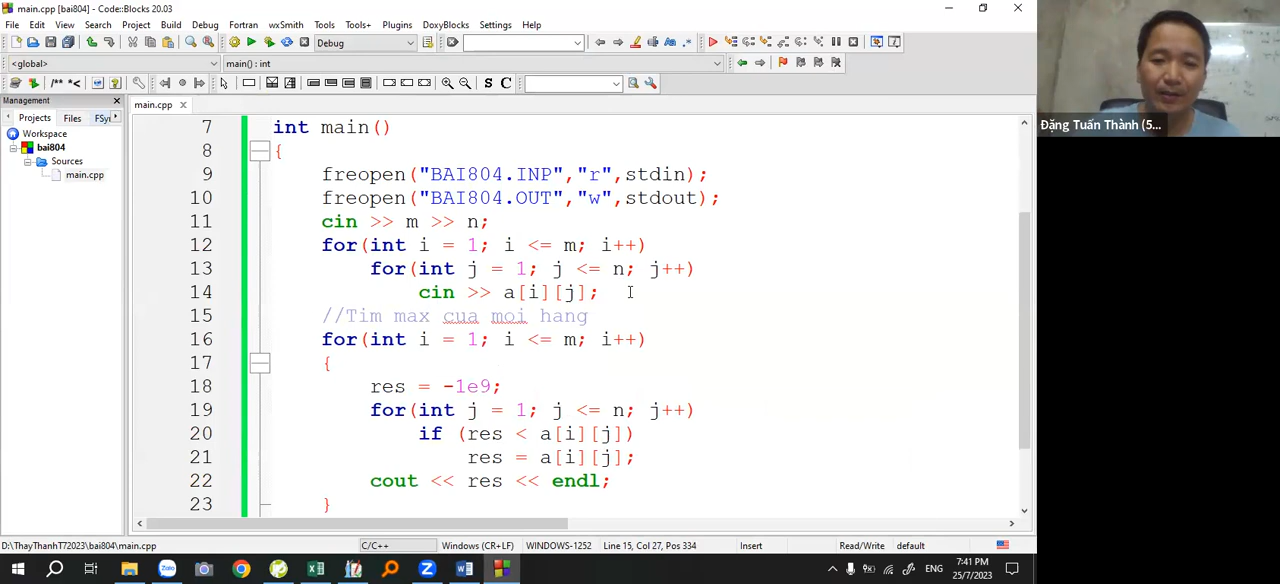 main.cpp [bai804] - Code::Blocks 20.03
File Edit View Search Project Build Debug Fortran wxSmith Tools Tools+ Plugins DoxyBlocks Settings Help
Debug
<global> main() : int
/** *< S C
Management
Projects Files FSy
Workspace
bai804
Sources
main.cpp
main.cpp
7 int main()
8 {
9 freopen("BAI804.INP","r",stdin);
10 freopen("BAI804.OUT","w",stdout);
11 cin >> m >> n;
12 for(int i = 1; i <= m; i++)
13 for(int j = 1; j <= n; j++)
14 cin >> a[i][j];
15 //Tim max cua moi hang
16 for(int i = 1; i <= m; i++)
17 {
18 res = -1e9;
19 for(int j = 1; j <= n; j++)
20 if (res < a[i][j])
21 res = a[i][j];
22 cout << res << endl;
23 }
D:\ThayThanhT72023\bai804\main.cpp C/C++ Windows (CR+LF) WINDOWS-1252 Line 15, Col 27, Pos 334 Insert Read/Write default
Zalo
ENG
7:41 PM
25/7/2023
Đặng Tuấn Thành (5...